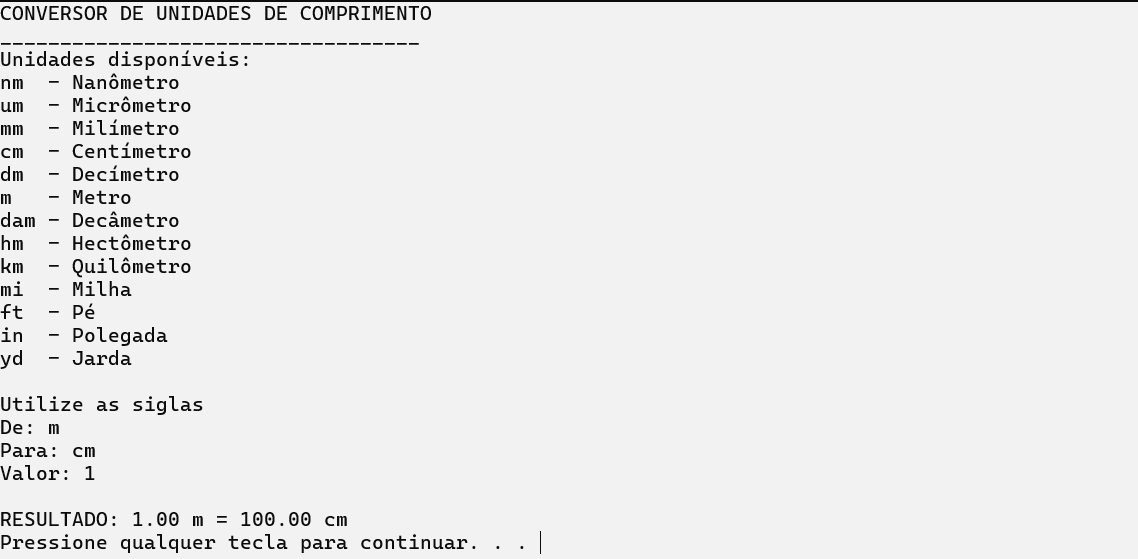 CONVERSOR DE UNIDADES DE COMPRIMENTO
___________________________________
Unidades disponíveis:
nm  - Nanômetro
um  - Micrômetro
mm  - Milímetro
cm  - Centímetro
dm  - Decímetro
m   - Metro
dam - Decâmetro
hm  - Hectômetro
km  - Quilômetro
mi  - Milha
ft  - Pé
in  - Polegada
yd  - Jarda

Utilize as siglas
De: m
Para: cm
Valor: 1

RESULTADO: 1.00 m = 100.00 cm
Pressione qualquer tecla para continuar. . .